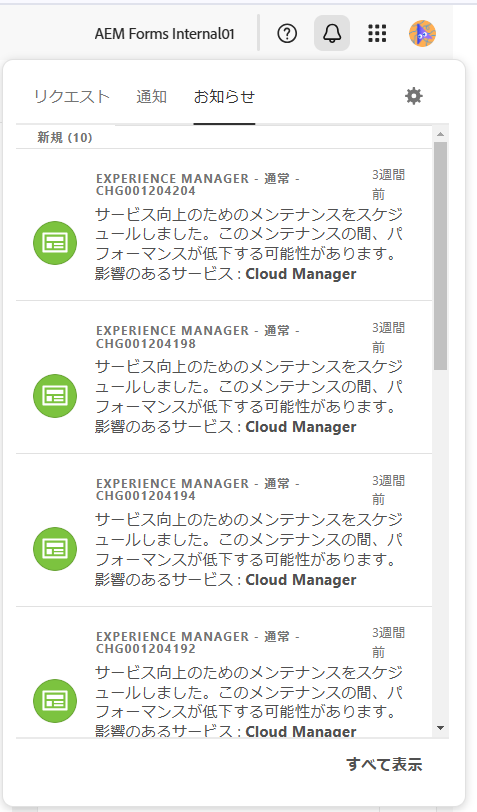 AEM Forms Internal01
リクエスト 通知 お知らせ
新規 (10)
EXPERIENCE MANAGER - 通常 -
CHG001204204
3週間
前
サービス向上のためのメンテナンスをスケジ
ュールしました。このメンテナンスの間、パ
フォーマンスが低下する可能性があります。
影響のあるサービス : Cloud Manager
EXPERIENCE MANAGER - 通常 -
CHG001204198
3週間
前
サービス向上のためのメンテナンスをスケジ
ュールしました。このメンテナンスの間、パ
フォーマンスが低下する可能性があります。
影響のあるサービス : Cloud Manager
EXPERIENCE MANAGER - 通常 -
CHG001204194
3週間
前
サービス向上のためのメンテナンスをスケジ
ュールしました。このメンテナンスの間、パ
フォーマンスが低下する可能性があります。
影響のあるサービス : Cloud Manager
EXPERIENCE MANAGER - 通常 -
CHG001204192
3週間
前
サービス向上のためのメンテナンスをスケジ
ュールしました。このメンテナンスの間、パ
フォーマンスが低下する可能性があります。
影響のあるサービス : Cloud Manager
すべて表示